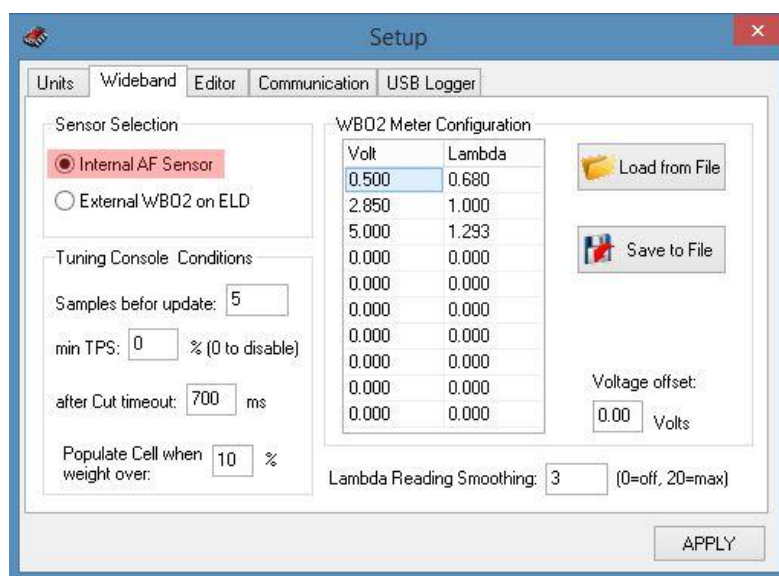 Setup
Units Wideband Editor Communication USB Logger
Sensor Selection
Internal AF Sensor
External WBO2 on ELD
Tuning Console Conditions
Samples befor update: 5
min TPS: 0 % (0 to disable)
after Cut timeout: 700 ms
Populate Cell when
weight over: 10 %
WBO2 Meter Configuration
Volt Lambda
0.500 0.680
2.850 1.000
5.000 1.293
0.000 0.000
0.000 0.000
0.000 0.000
0.000 0.000
0.000 0.000
0.000 0.000
0.000 0.000
Load from File
Save to File
Voltage offset:
0.00 Volts
Lambda Reading Smoothing: 3 (0=off, 20=max)
APPLY